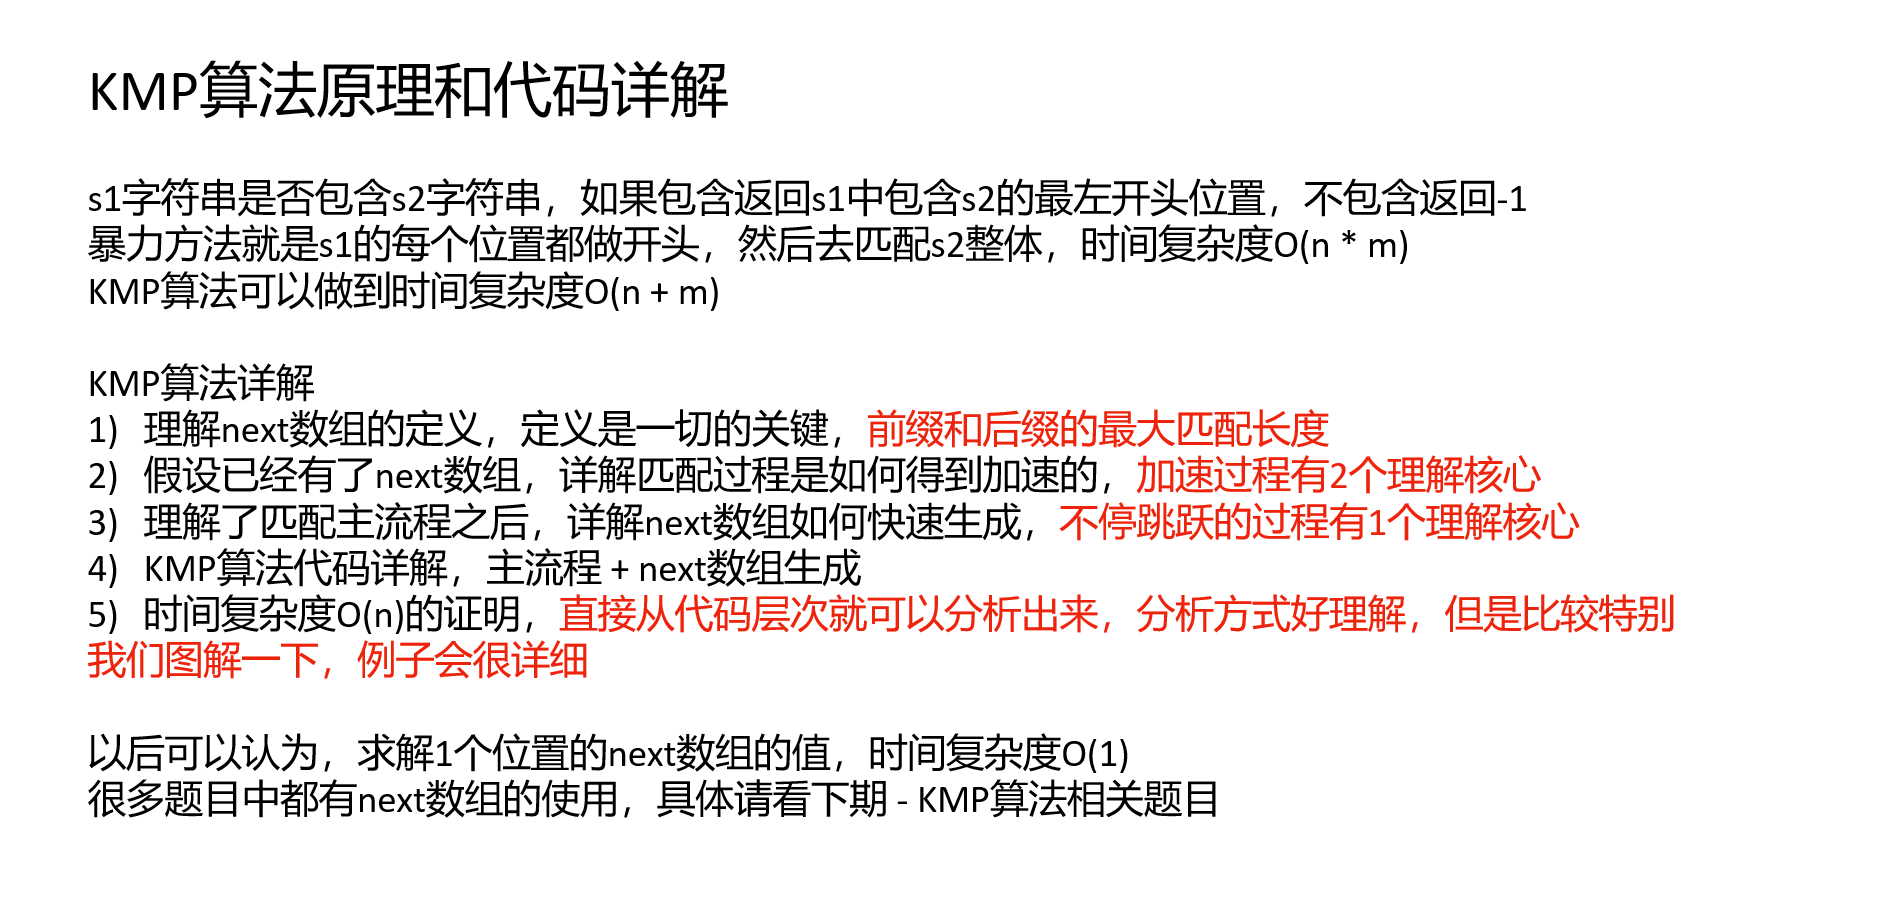 KMP算法原理和代码详解
s1字符串是否包含s2字符串，如果包含返回s1中包含s2的最左开头位置，不包含返回-1
暴力方法就是s1的每个位置都做开头，然后去匹配s2整体，时间复杂度O(n * m)
KMP算法可以做到时间复杂度O(n + m)
KMP算法详解
1) 理解next数组的定义，定义是一切的关键，前缀和后缀的最大匹配长度
2) 假设已经有了next数组，详解匹配过程是如何得到加速的，加速过程有2个理解核心
3) 理解了匹配主流程之后，详解next数组如何快速生成，不停跳跃的过程有1个理解核心
4) KMP算法代码详解，主流程 + next数组生成
5) 时间复杂度O(n)的证明，直接从代码层次就可以分析出来，分析方式好理解，但是比较特别
我们图解一下，例子会很详细
以后可以认为，求解1个位置的next数组的值，时间复杂度O(1)
很多题目中都有next数组的使用，具体请看下期 - KMP算法相关题目